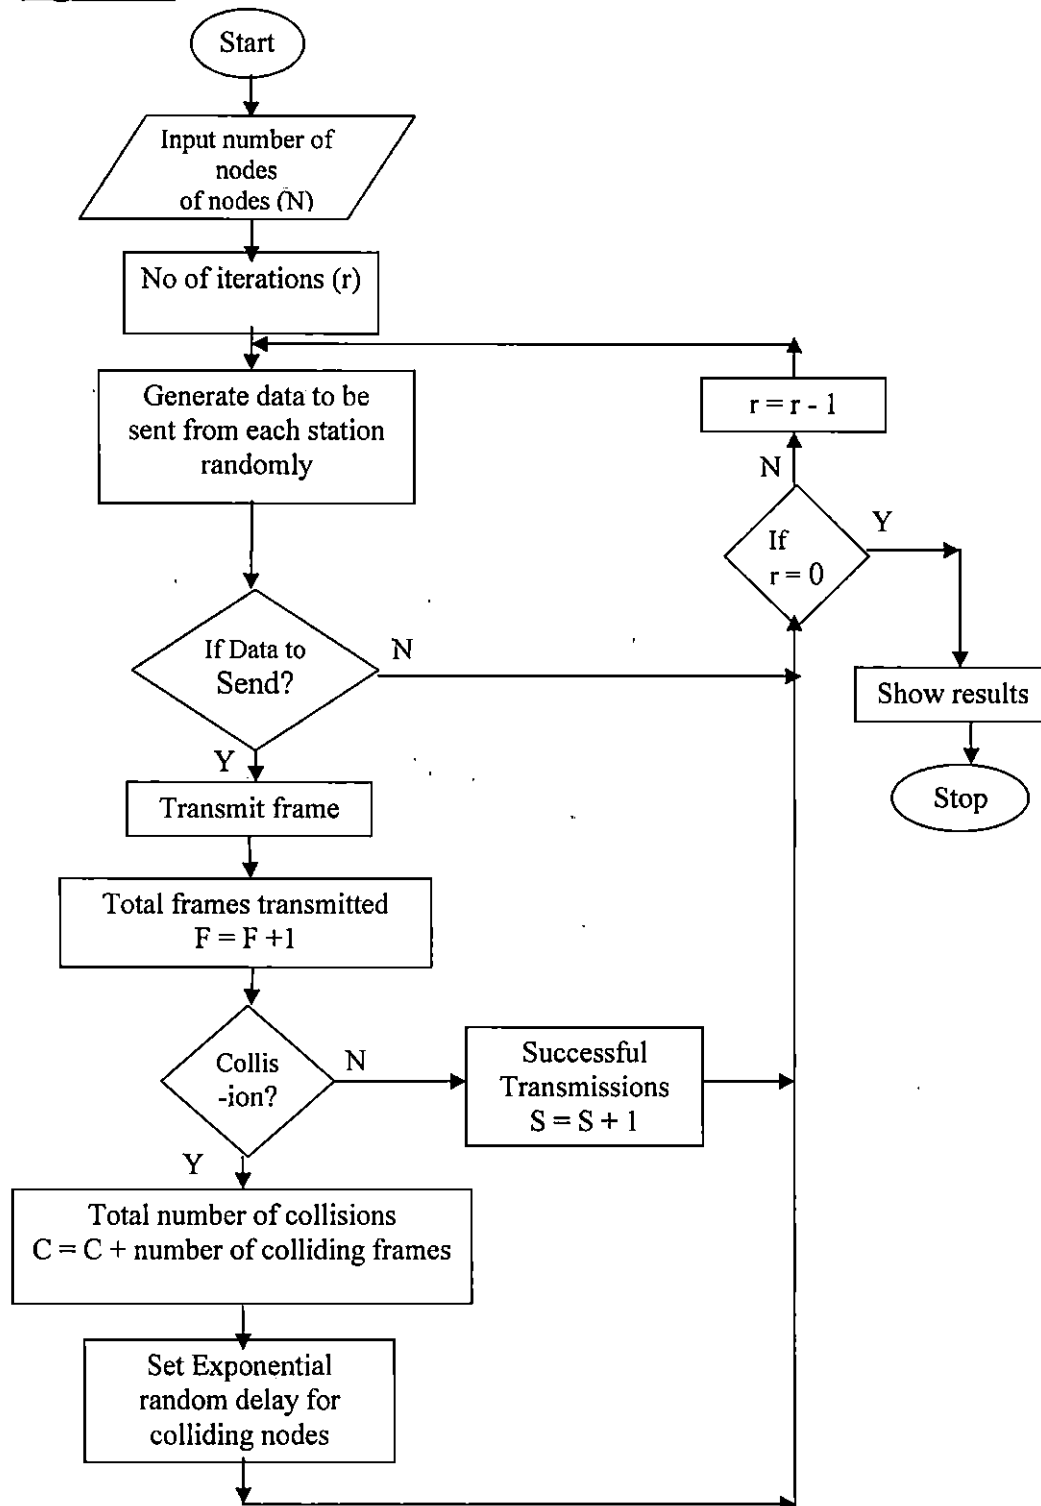 Start
Input number of
nodes
of nodes (N)
No of iterations (r)
Generate data to be
sent from each station
randomly
r = r - 1
N
If
r = 0
Y
If Data to
Send?
N
Show results
Y
Stop
Transmit frame
Total frames transmitted
F = F +1
Collis
-ion?
N
Successful
Transmissions
S = S + 1
Y
Total number of collisions
C = C + number of colliding frames
Set Exponential
random delay for
colliding nodes